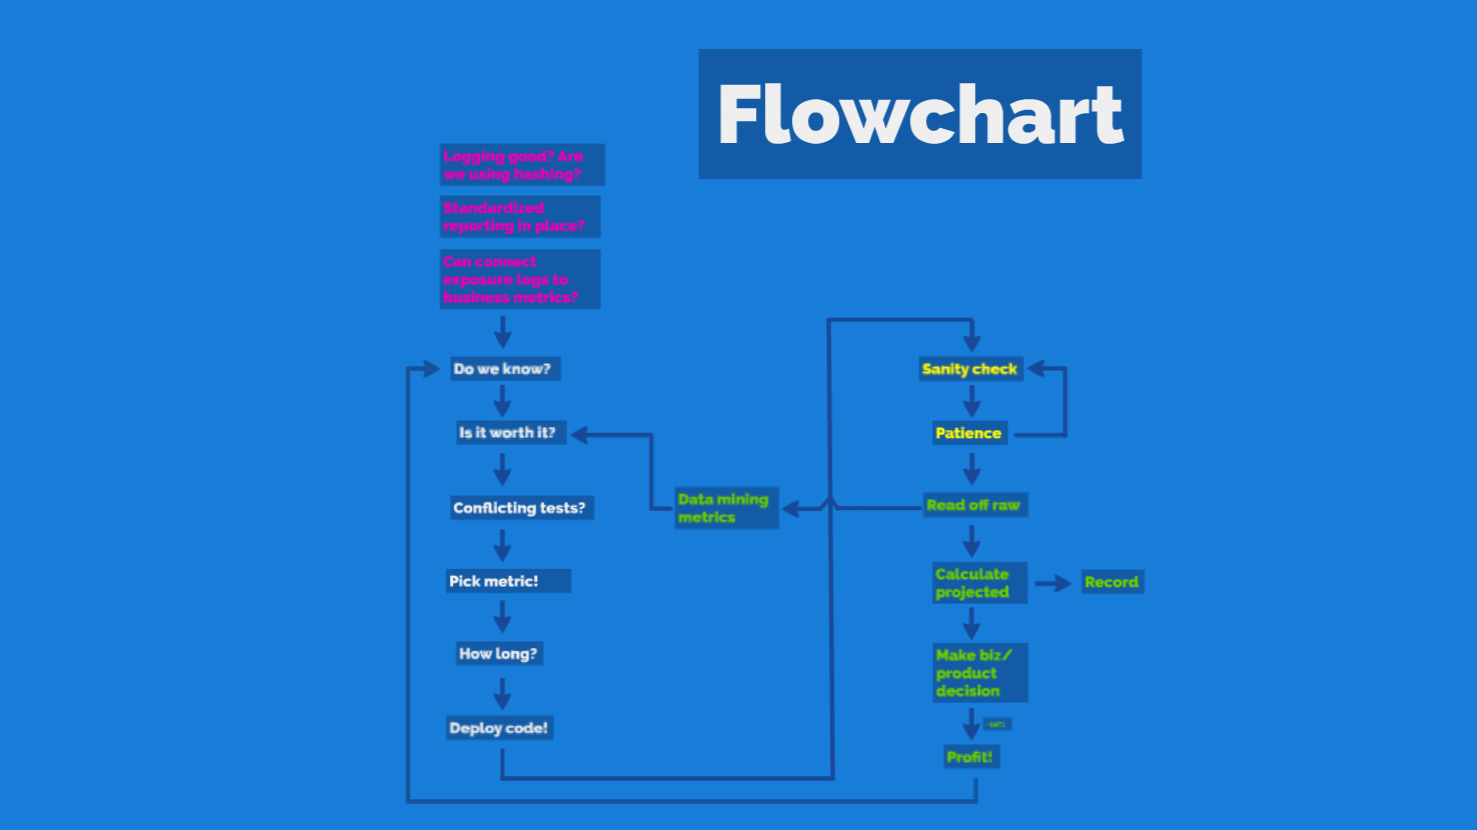 Flowchart
Logging good? Are
we using hashing?
Standardized
reporting in place?
Can connect
exposure logs to
business metrics?
Do we know?
Is it worth it?
Conflicting tests?
Pick metric!
How long?
Deploy code!
Data mining
metrics
Sanity check
Patience
Read off raw
Calculate
projected
Record
Make biz/
product
decision
Profit!